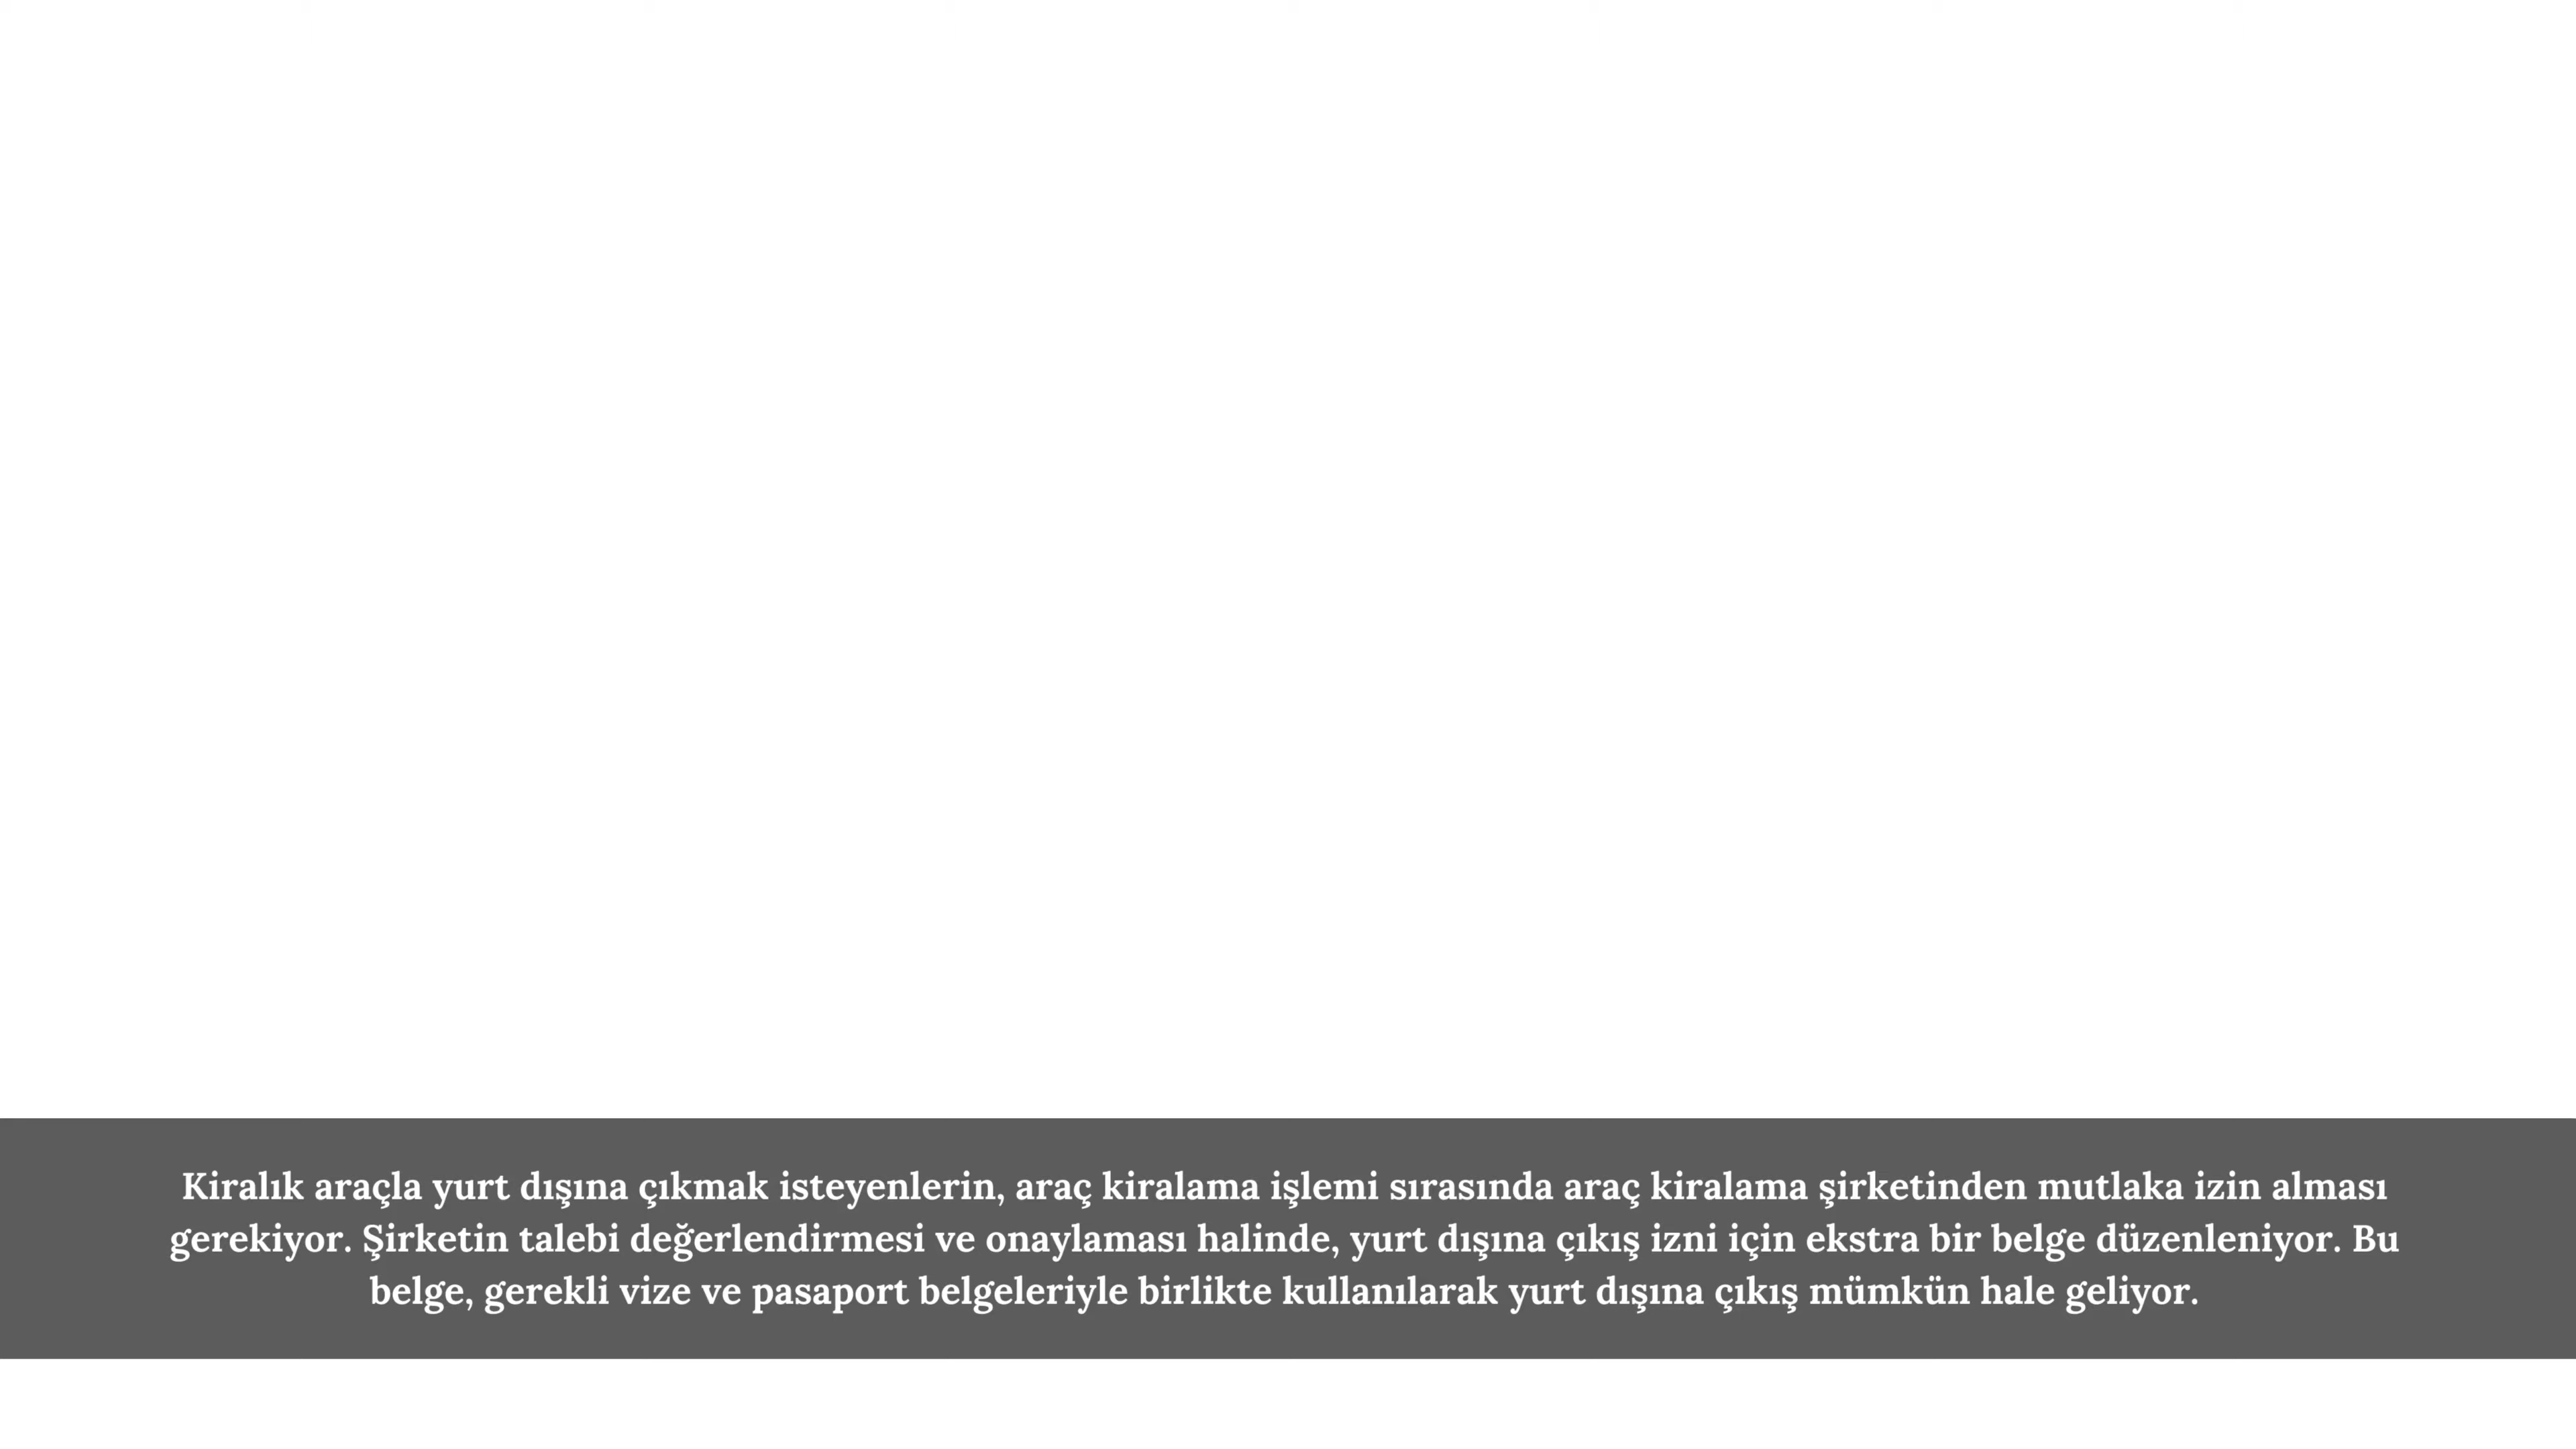 Kiralık araçla yurt dışına çıkmak isteyenlerin, araç kiralama işlemi sırasında araç kiralama şirketinden mutlaka izin alması
gerekiyor. Şirketin talebi değerlendirmesi ve onaylaması halinde, yurt dışına çıkış izni için ekstra bir belge düzenleniyor. Bu
belge, gerekli vize ve pasaport belgeleriyle birlikte kullanılarak yurt dışına çıkış mümkün hale geliyor.